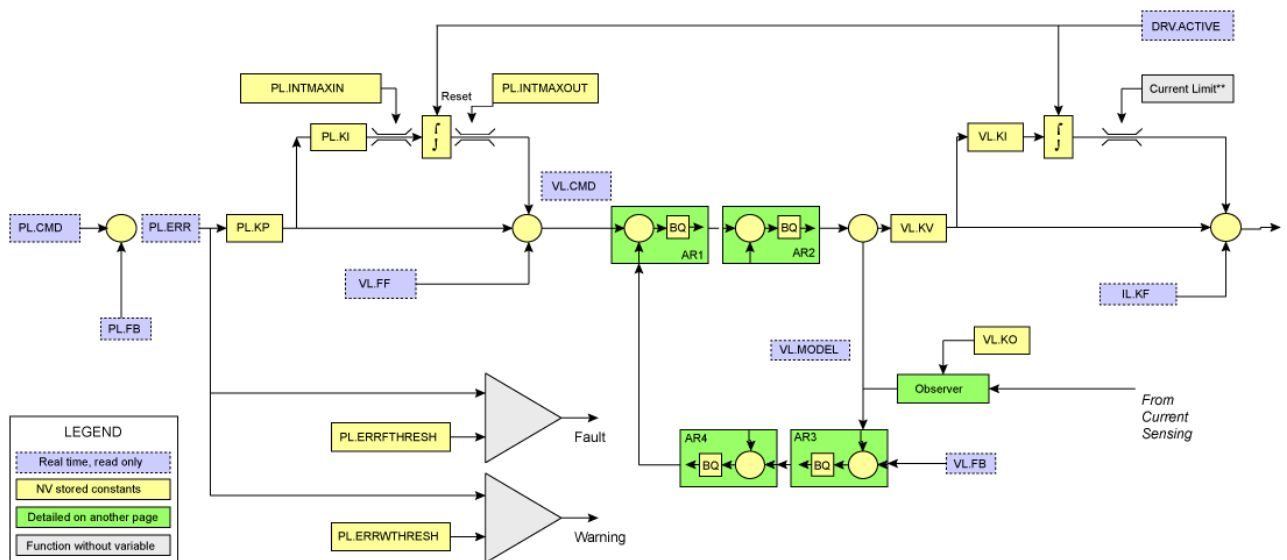 DRV.ACTIVE
PL.INTMAXIN
PL.INTMAXOUT
Current Limit**
Reset
PL.KI
VL.KI
VL.CMD
PL.CMD
PL.ERR
PL.KP
BQ
AR1
BQ
AR2
VL.KV
VL.FF
IL.KF
PL.FB
VL.MODEL
VL.KO
Observer
From
Current
Sensing
PL.ERRFTHRESH
Fault
AR4
BQ
AR3
BQ
VL.FB
PL.ERRWTHRESH
Warning
LEGEND
Real time, read only
NV stored constants
Detailed on another page
Function without variable